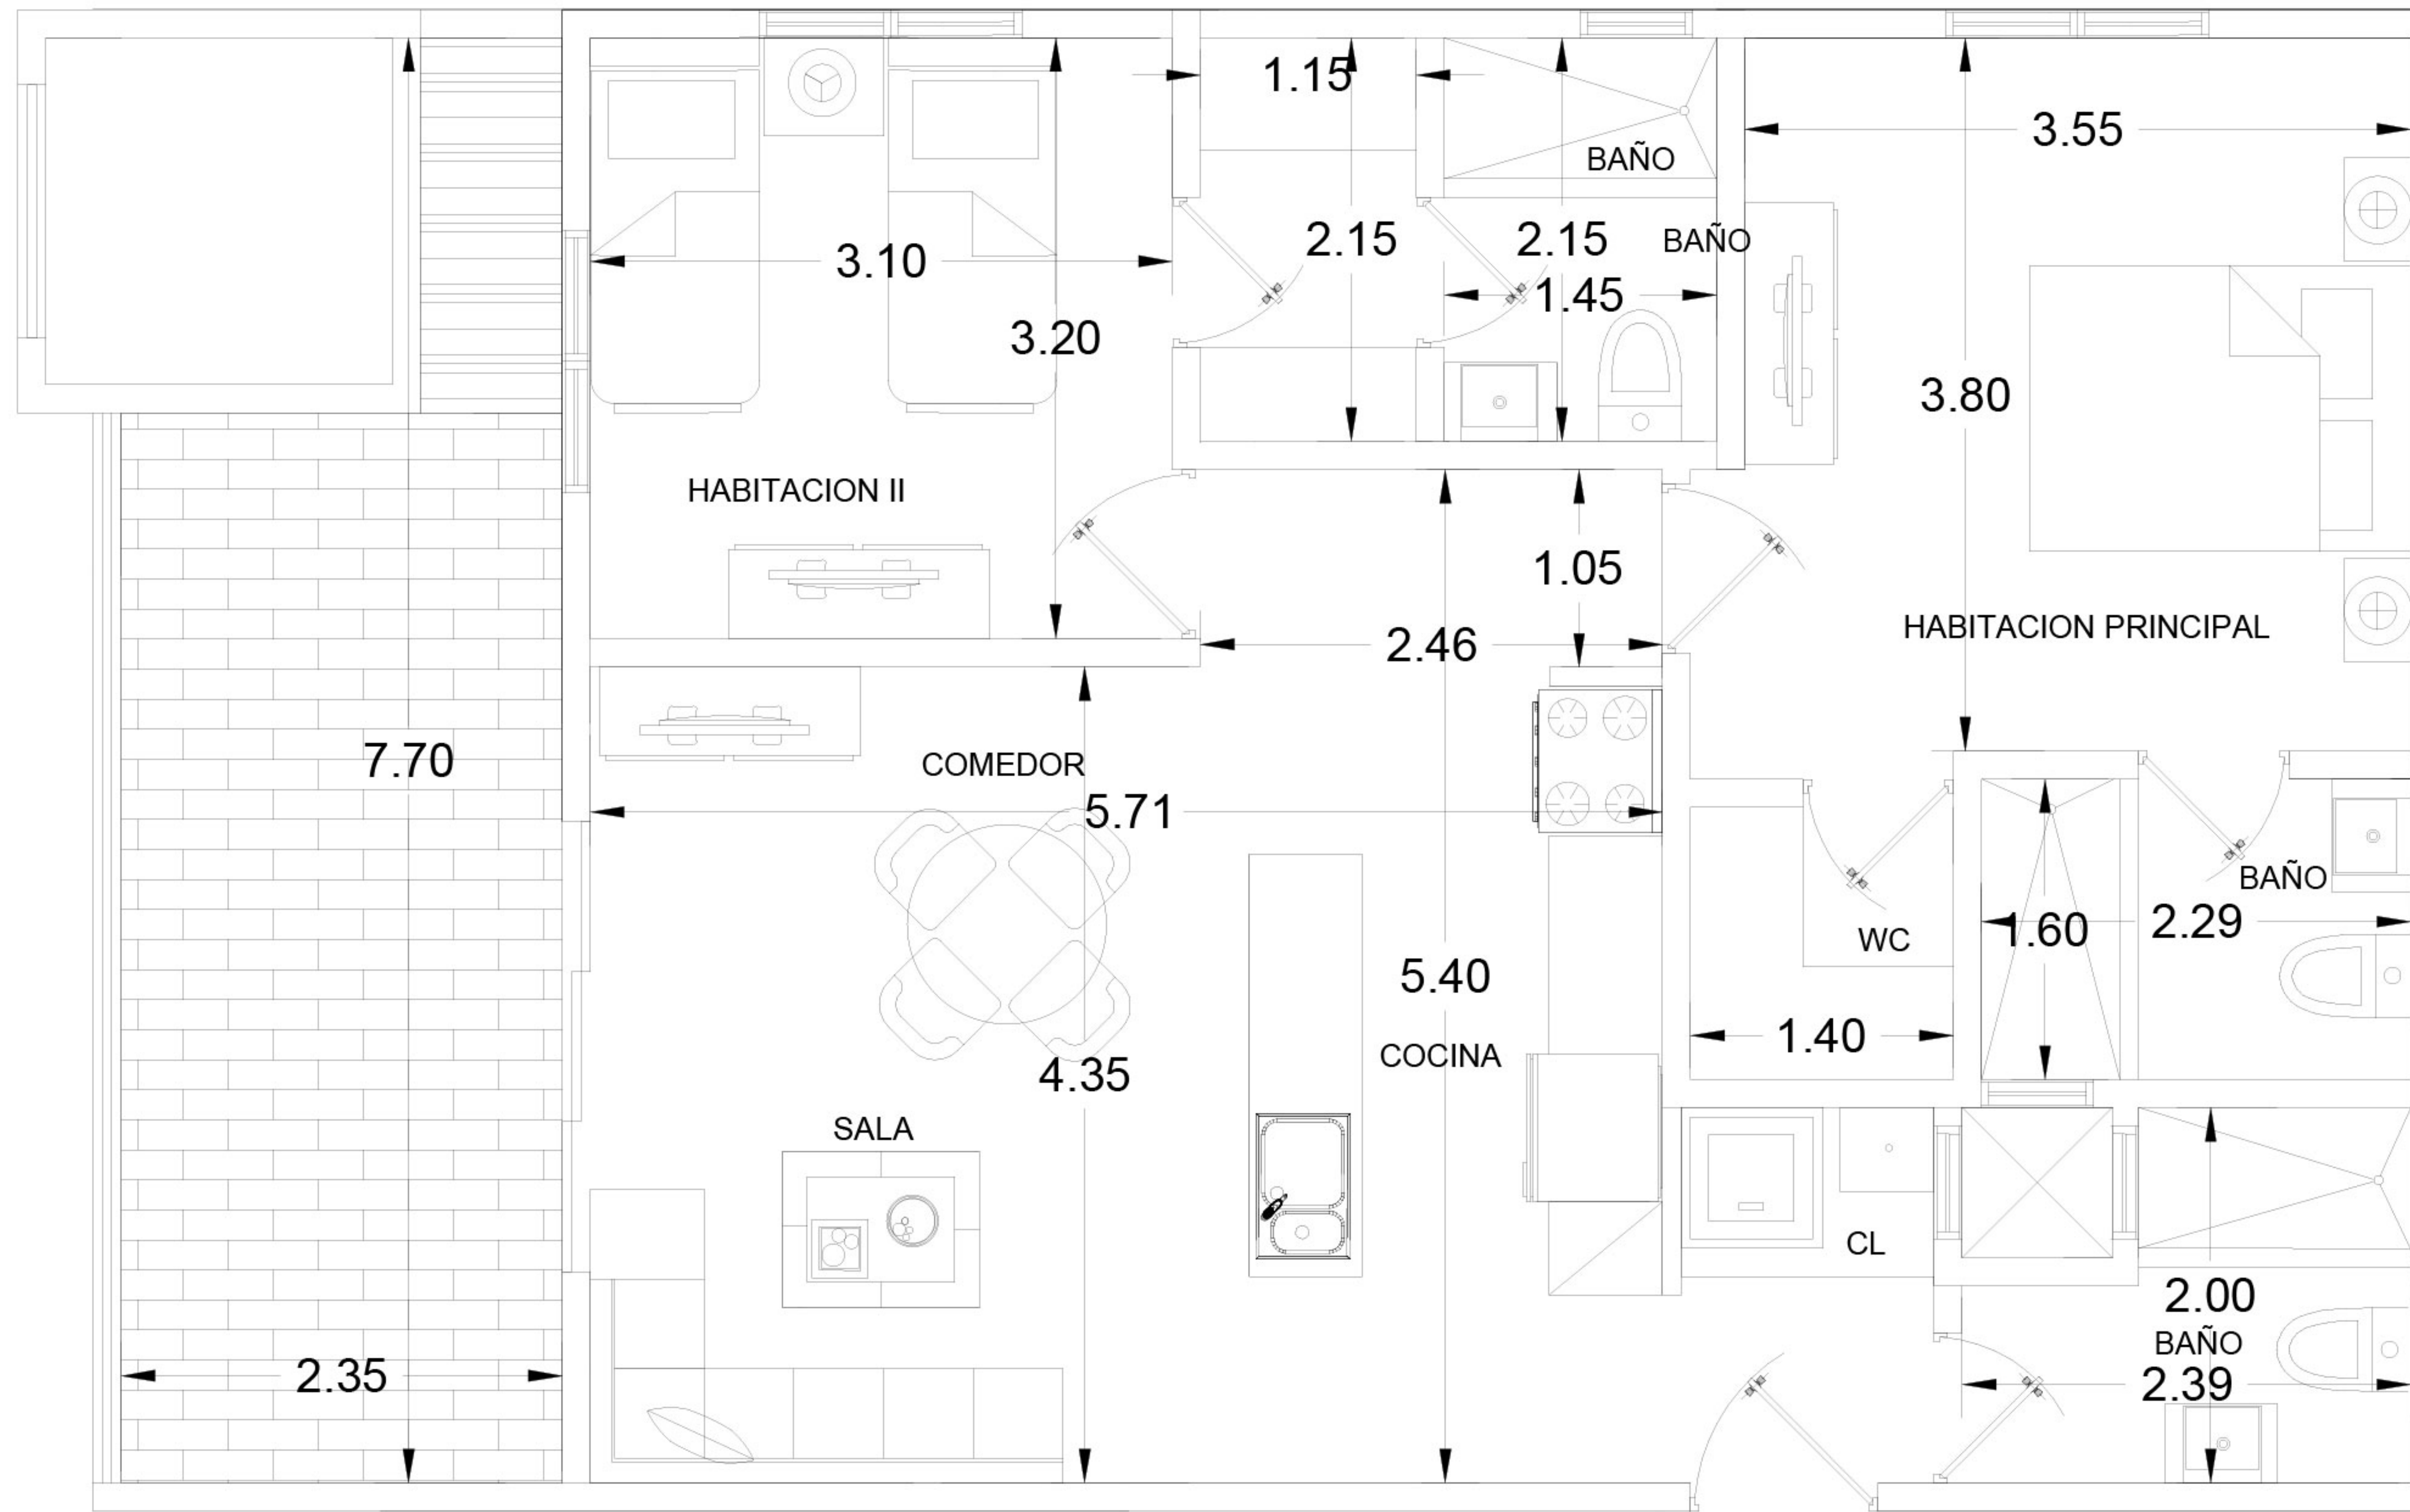 1.15
3.55
BAÑO
2.15
2.15
BAÑO
3.10
1.45
3.20
3.80
HABITACION II
1.05
HABITACION PRINCIPAL
2.46
7.70
COMEDOR
5.71
BAÑO
1.60
2.29
WC
5.40
1.40
COCINA
4.35
SALA
CL
2.00
BAÑO
2.35
2.39